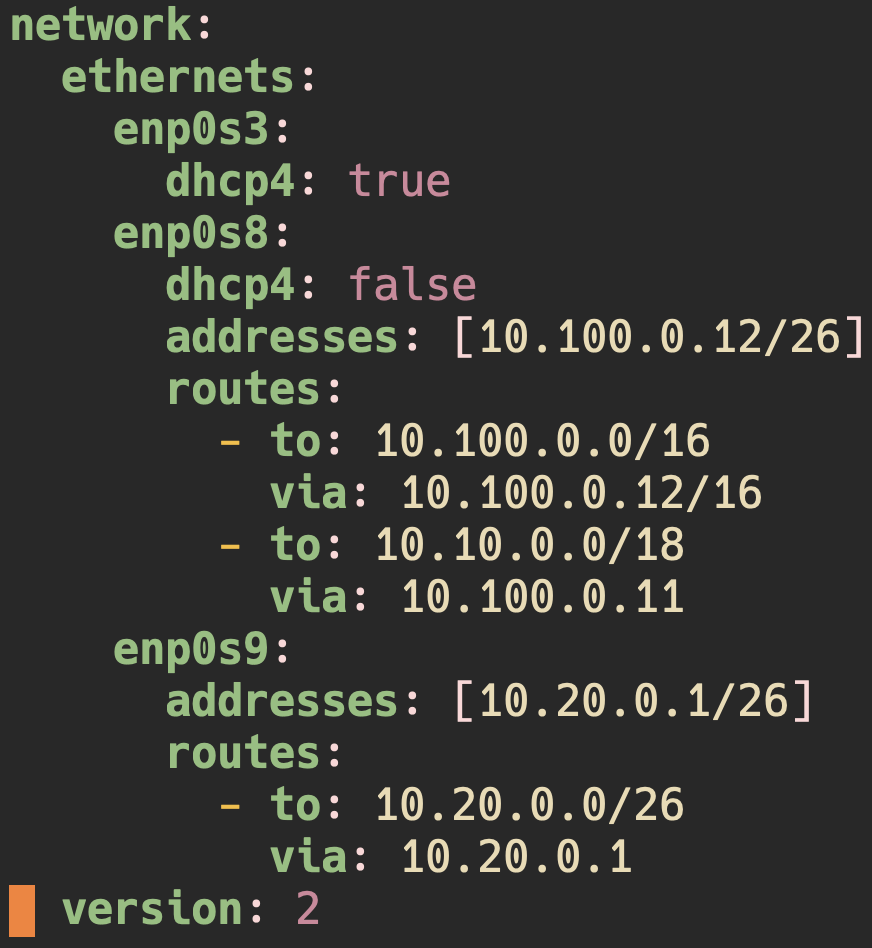 network:
  ethernets:
    enp0s3:
      dhcp4: true
    enp0s8:
      dhcp4: false
      addresses: [10.100.0.12/26]
      routes:
        - to: 10.100.0.0/16
          via: 10.100.0.12/16
        - to: 10.10.0.0/18
          via: 10.100.0.11
    enp0s9:
      addresses: [10.20.0.1/26]
      routes:
        - to: 10.20.0.0/26
          via: 10.20.0.1
  version: 2